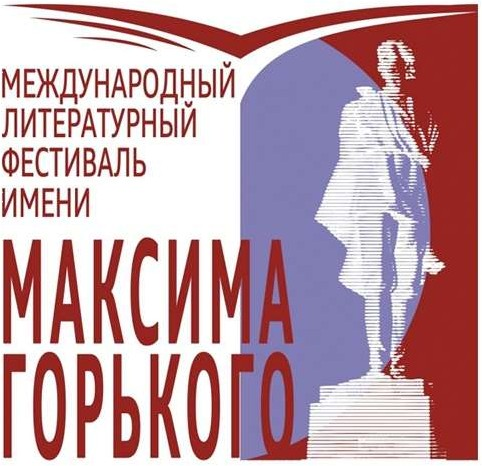 МЕЖДУНАРОДНЫЙ
ЛИТЕРАТУРНЫЙ
ФЕСТИВАЛЬ
ИМЕНИ
МАКСИМА
ГОРЬКОГО